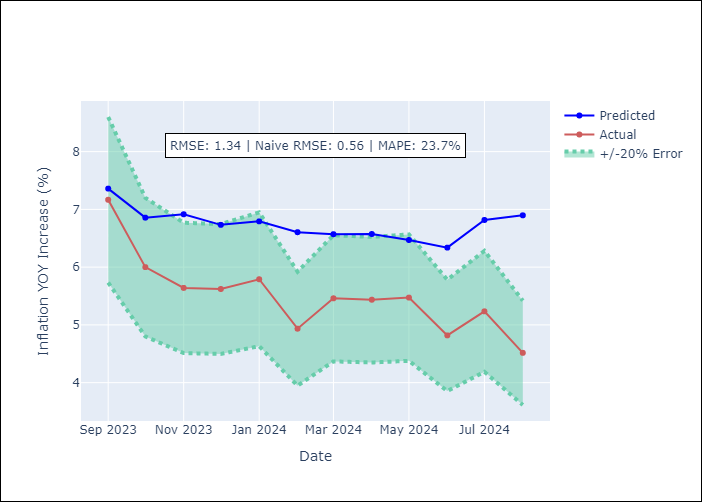 RMSE: 1.34 | Naive RMSE: 0.56 | MAPE: 23.7%
Predicted
Actual
+/-20% Error
Inflation YOY Increase (%)
8
7
6
5
4
Sep 2023
Nov 2023
Jan 2024
Mar 2024
May 2024
Jul 2024
Date